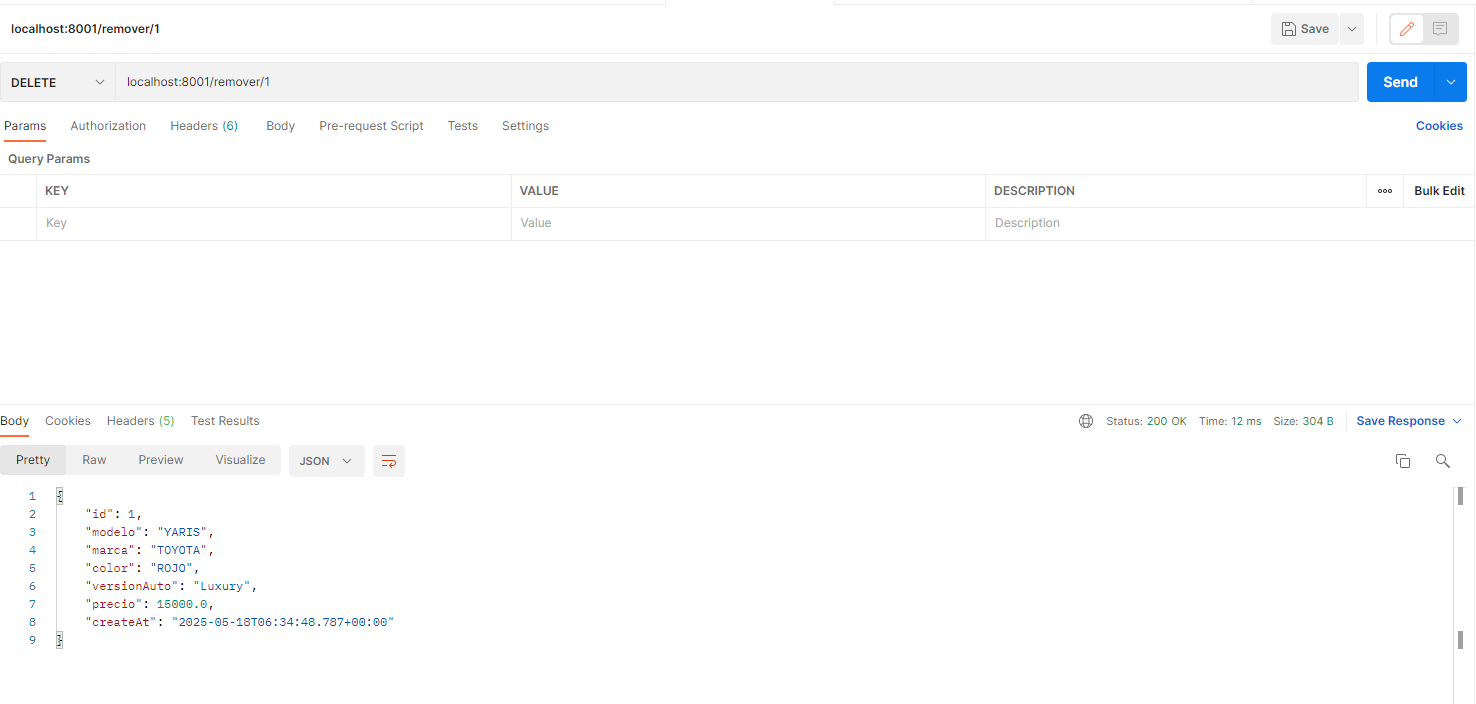 localhost:8001/remover/1
Save
DELETE localhost:8001/remover/1 Send
Params Authorization Headers (6) Body Pre-request Script Tests Settings Cookies
Query Params
KEY VALUE DESCRIPTION ooo Bulk Edit
Key Value Description
Body Cookies Headers (5) Test Results Status: 200 OK Time: 12 ms Size: 304 B Save Response
Pretty Raw Preview Visualize JSON
1 {
2 "id": 1,
3 "modelo": "YARIS",
4 "marca": "TOYOTA",
5 "color": "ROJO",
6 "versionAuto": "Luxury",
7 "precio": 15000.0,
8 "createAt": "2025-05-18T06:34:48.787+00:00"
9 }